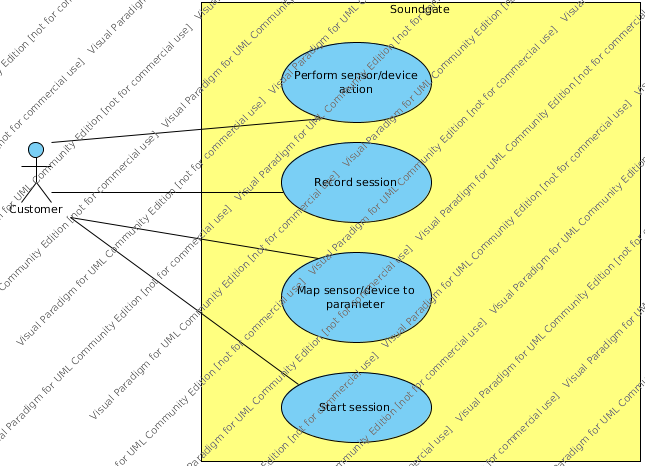 Soundgate
Perform sensor/device
action
Record session
Customer
Map sensor/device to
parameter
Start session
Visual Paradigm for UML Community Edition [not for commercial use]